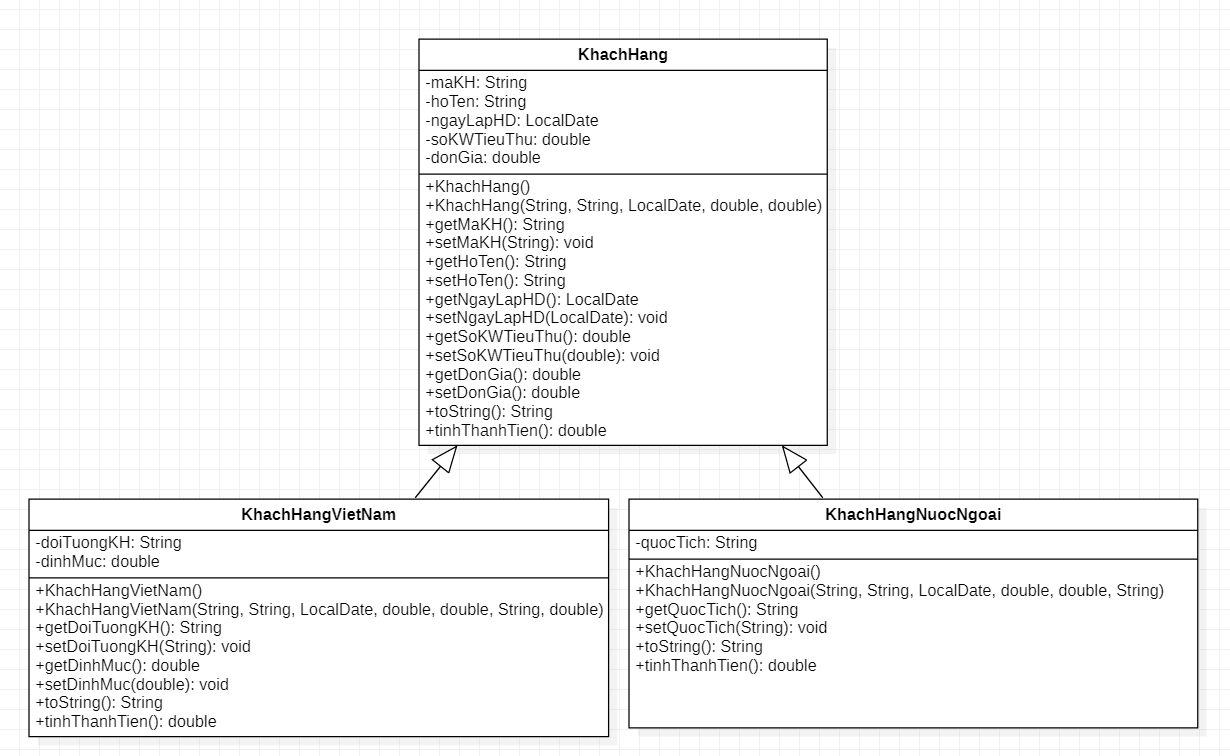 KhachHang
-maKH: String
-hoTen: String
-ngayLapHD: LocalDate
-soKWTieuThu: double
-donGia: double
+KhachHang()
+KhachHang(String, String, LocalDate, double, double)
+getMaKH(): String
+setMaKH(String): void
+getHoTen(): String
+setHoTen(): String
+getNgayLapHD(): LocalDate
+setNgayLapHD(LocalDate): void
+getSoKWTieuThu(): double
+setSoKWTieuThu(double): void
+getDonGia(): double
+setDonGia(): double
+toString(): String
+tinhThanhTien(): double
KhachHangVietNam
-doiTuongKH: String
-dinhMuc: double
+KhachHangVietNam()
+KhachHangVietNam(String, String, LocalDate, double, double, String, double)
+getDoiTuongKH(): String
+setDoiTuongKH(String): void
+getDinhMuc(): double
+setDinhMuc(double): void
+toString(): String
+tinhThanhTien(): double
KhachHangNuocNgoai
-quocTich: String
+KhachHangNuocNgoai()
+KhachHangNuocNgoai(String, String, LocalDate, double, double, String)
+getQuocTich(): String
+setQuocTich(String): void
+toString(): String
+tinhThanhTien(): double